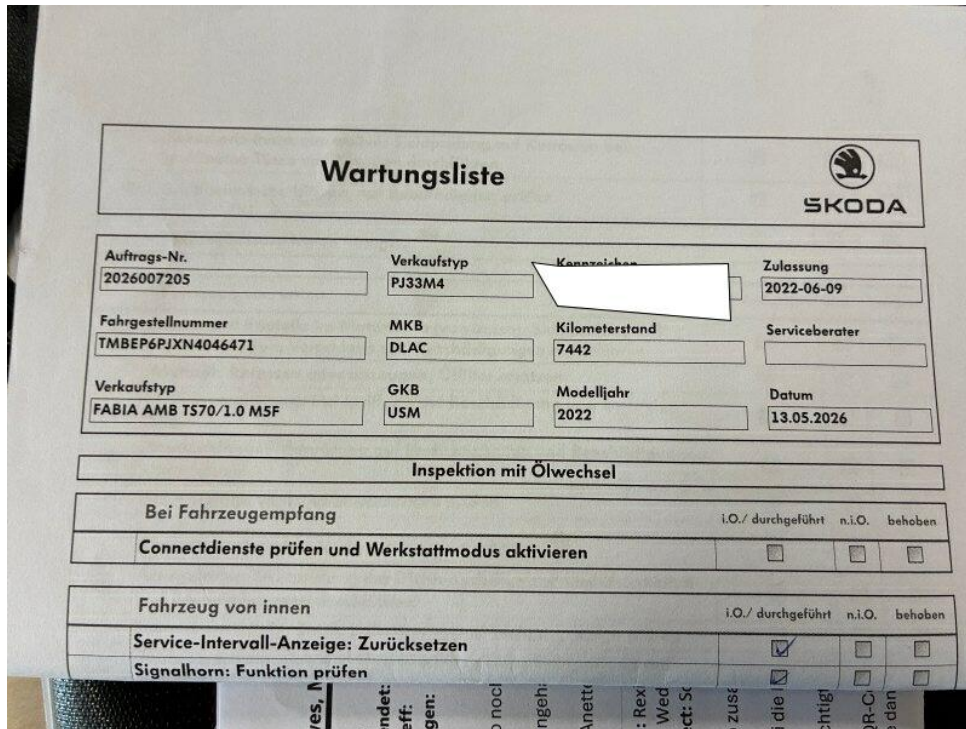 Wartungsliste
SKODA
Auftrags-Nr. Verkaufstyp Kennzeichen Zulassung
2026007205 PJ33M4 2022-06-09
Fahrgestellnummer MKB Kilometerstand Serviceberater
TMBEP6PJXN4046471 DLAC 7442
Verkaufstyp GKB Modelljahr Datum
FABIA AMB TS70/1.0 M5F USM 2022 13.05.2026
Inspektion mit Ölwechsel
Bei Fahrzeugempfang i.O./ durchgeführt n.i.O. behoben
Connectdienste prüfen und Werkstattmodus aktivieren
Fahrzeug von innen i.O./ durchgeführt n.i.O. behoben
Service-Intervall-Anzeige: Zurücksetzen
Signalhorn: Funktion prüfen